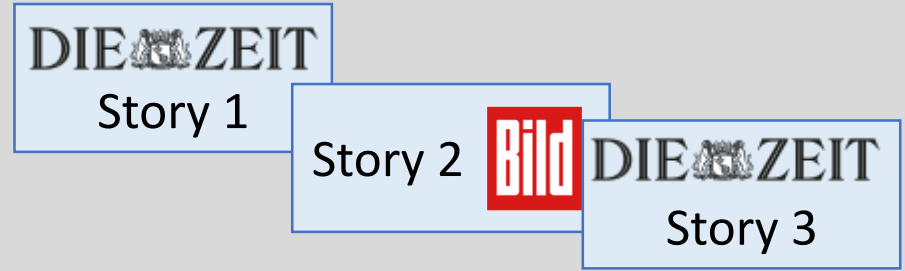 DIE ZEIT
Story 1
Story 2
Bild
DIE ZEIT
Story 3